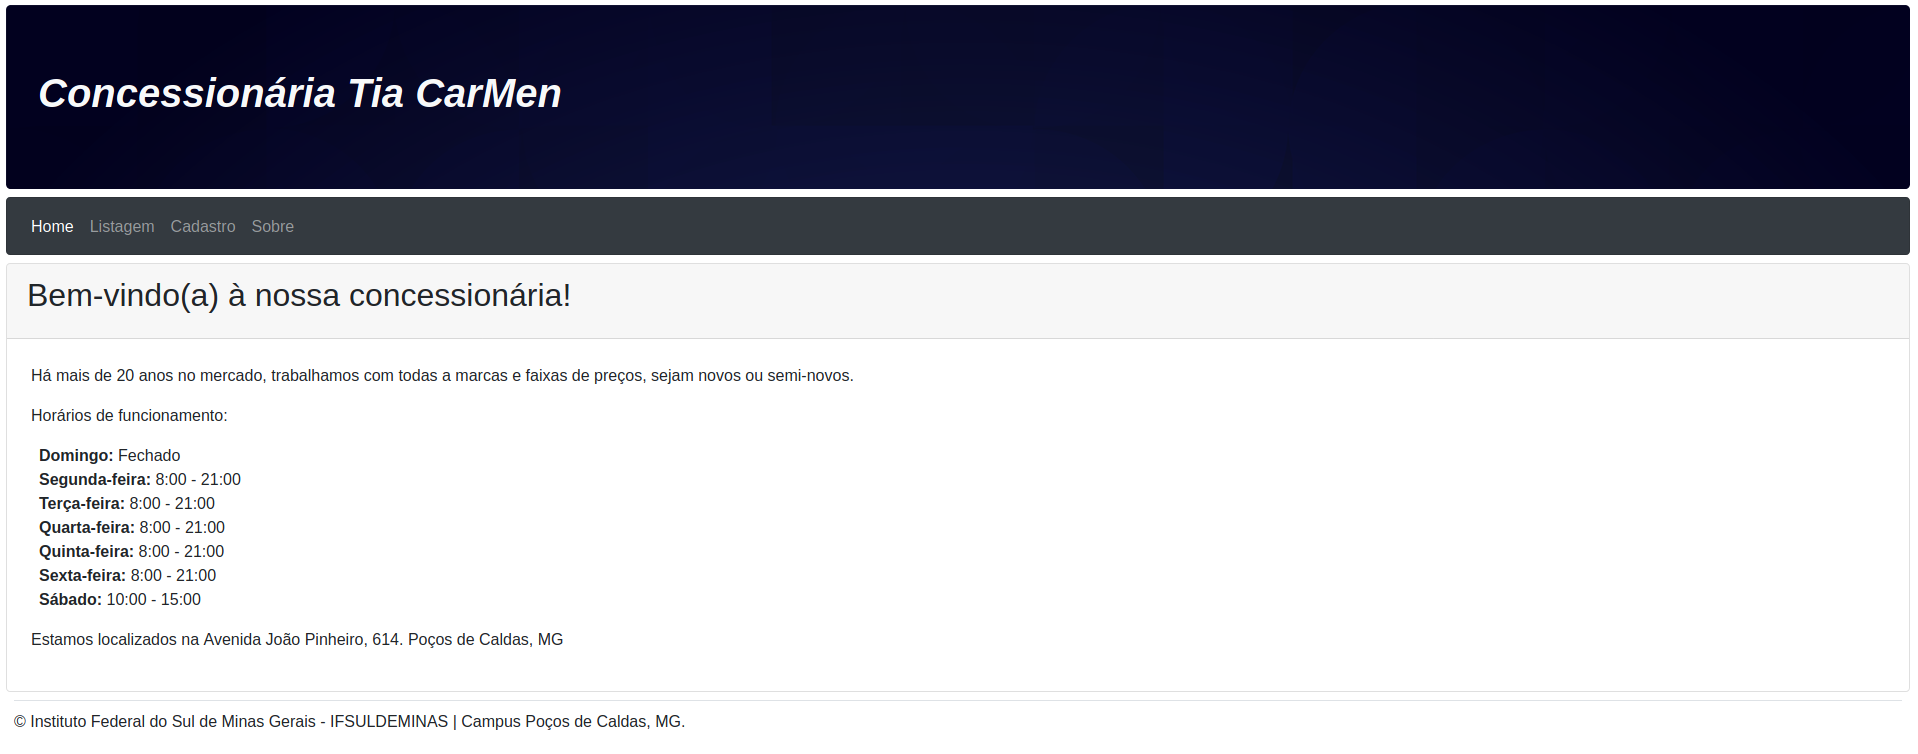 Concessionária Tia CarMen
Home Listagem Cadastro Sobre
Bem-vindo(a) à nossa concessionária!
Há mais de 20 anos no mercado, trabalhamos com todas a marcas e faixas de preços, sejam novos ou semi-novos.
Horários de funcionamento:
Domingo: Fechado
Segunda-feira: 8:00 - 21:00
Terça-feira: 8:00 - 21:00
Quarta-feira: 8:00 - 21:00
Quinta-feira: 8:00 - 21:00
Sexta-feira: 8:00 - 21:00
Sábado: 10:00 - 15:00
Estamos localizados na Avenida João Pinheiro, 614. Poços de Caldas, MG
© Instituto Federal do Sul de Minas Gerais - IFSULDEMINAS | Campus Poços de Caldas, MG.